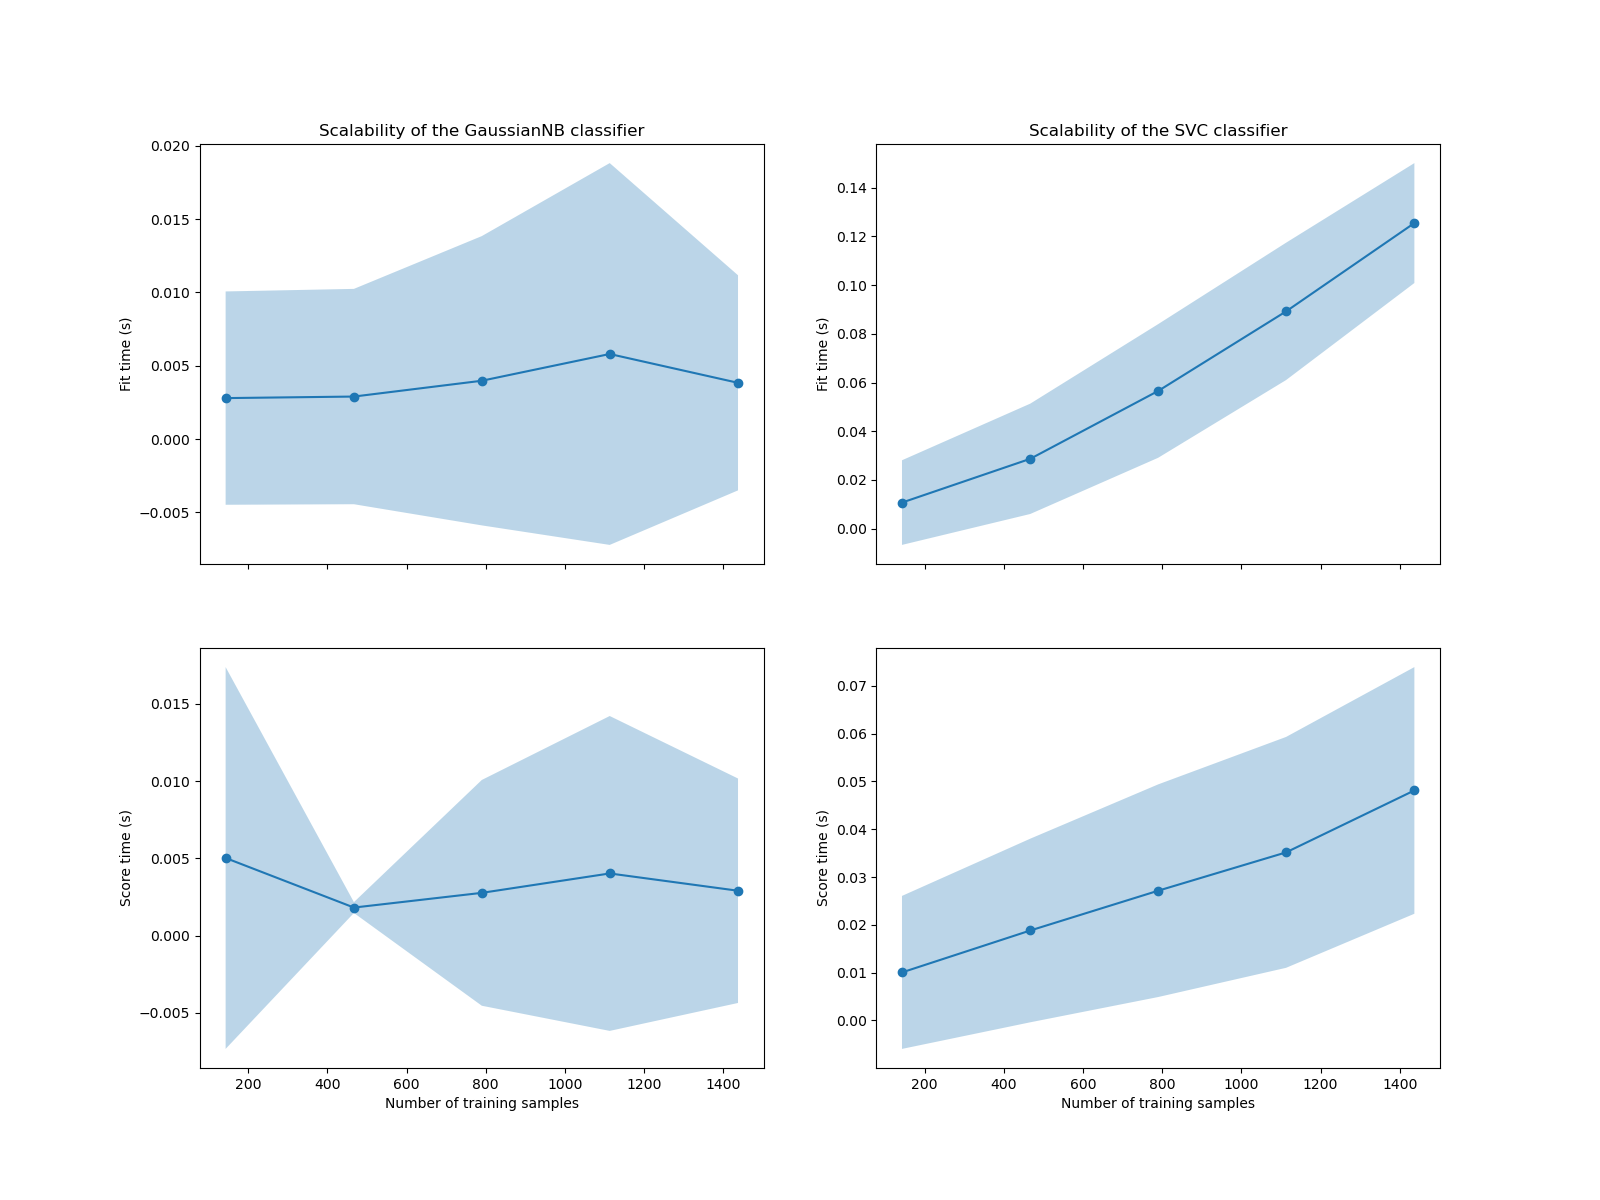 Scalability of the GaussianNB classifier
0.020
0.015
0.010
0.005
0.000
−0.005
Fit time (s)
Scalability of the SVC classifier
0.14
0.12
0.10
0.08
0.06
0.04
0.02
0.00
Fit time (s)
0.015
0.010
0.005
0.000
−0.005
Score time (s)
200 400 600 800 1000 1200 1400
Number of training samples
0.07
0.06
0.05
0.04
0.03
0.02
0.01
0.00
Score time (s)
200 400 600 800 1000 1200 1400
Number of training samples